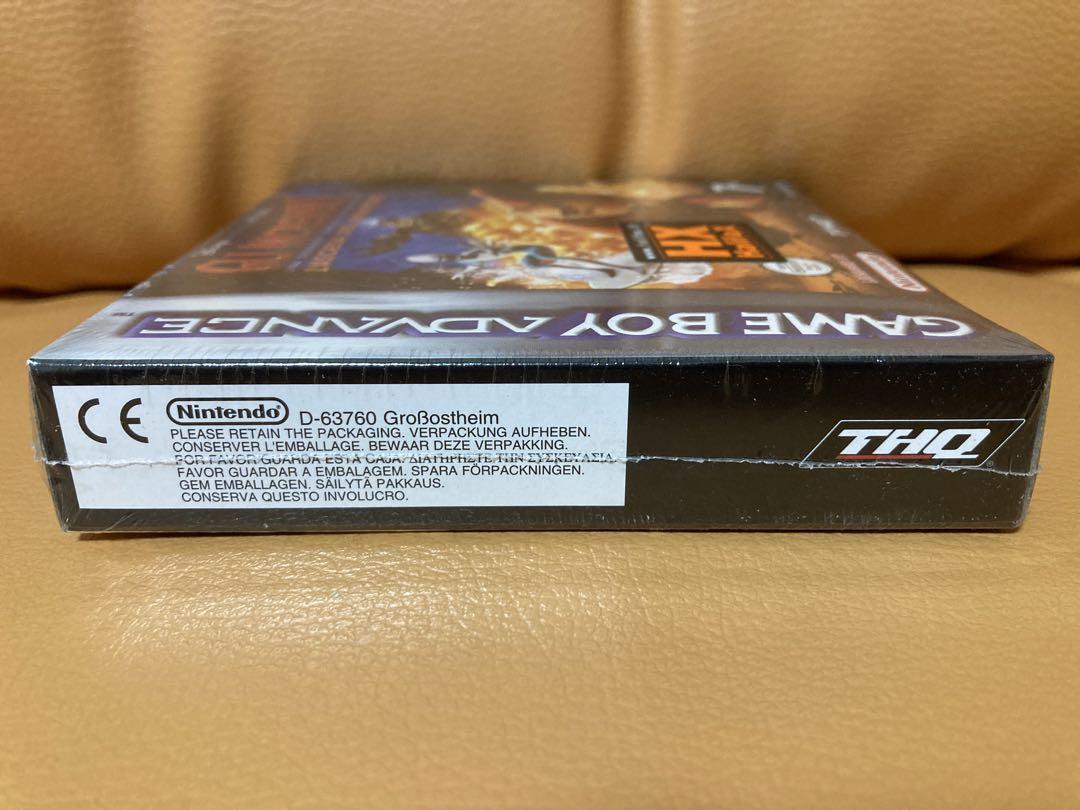 GAME BOY ADVANCE
TM
Nintendo
CE
Nintendo D-63760 Großostheim
PLEASE RETAIN THE PACKAGING. VERPACKUNG AUFHEBEN.
CONSERVER L'EMBALLAGE. BEWAAR DEZE VERPAKKING.
POR FAVOR GUARDA ESTA CAJA. ΔΙΑΤΗΡΗΣΤΕ ΤΗΝ ΣΥΣΚΕΥΑΣΙΑ
FAVOR GUARDAR A EMBALAGEM. SPARA FÖRPACKNINGEN.
GEM EMBALLAGEN. SÄILYTÄ PAKKAUS.
CONSERVA QUESTO INVOLUCRO.
THQ